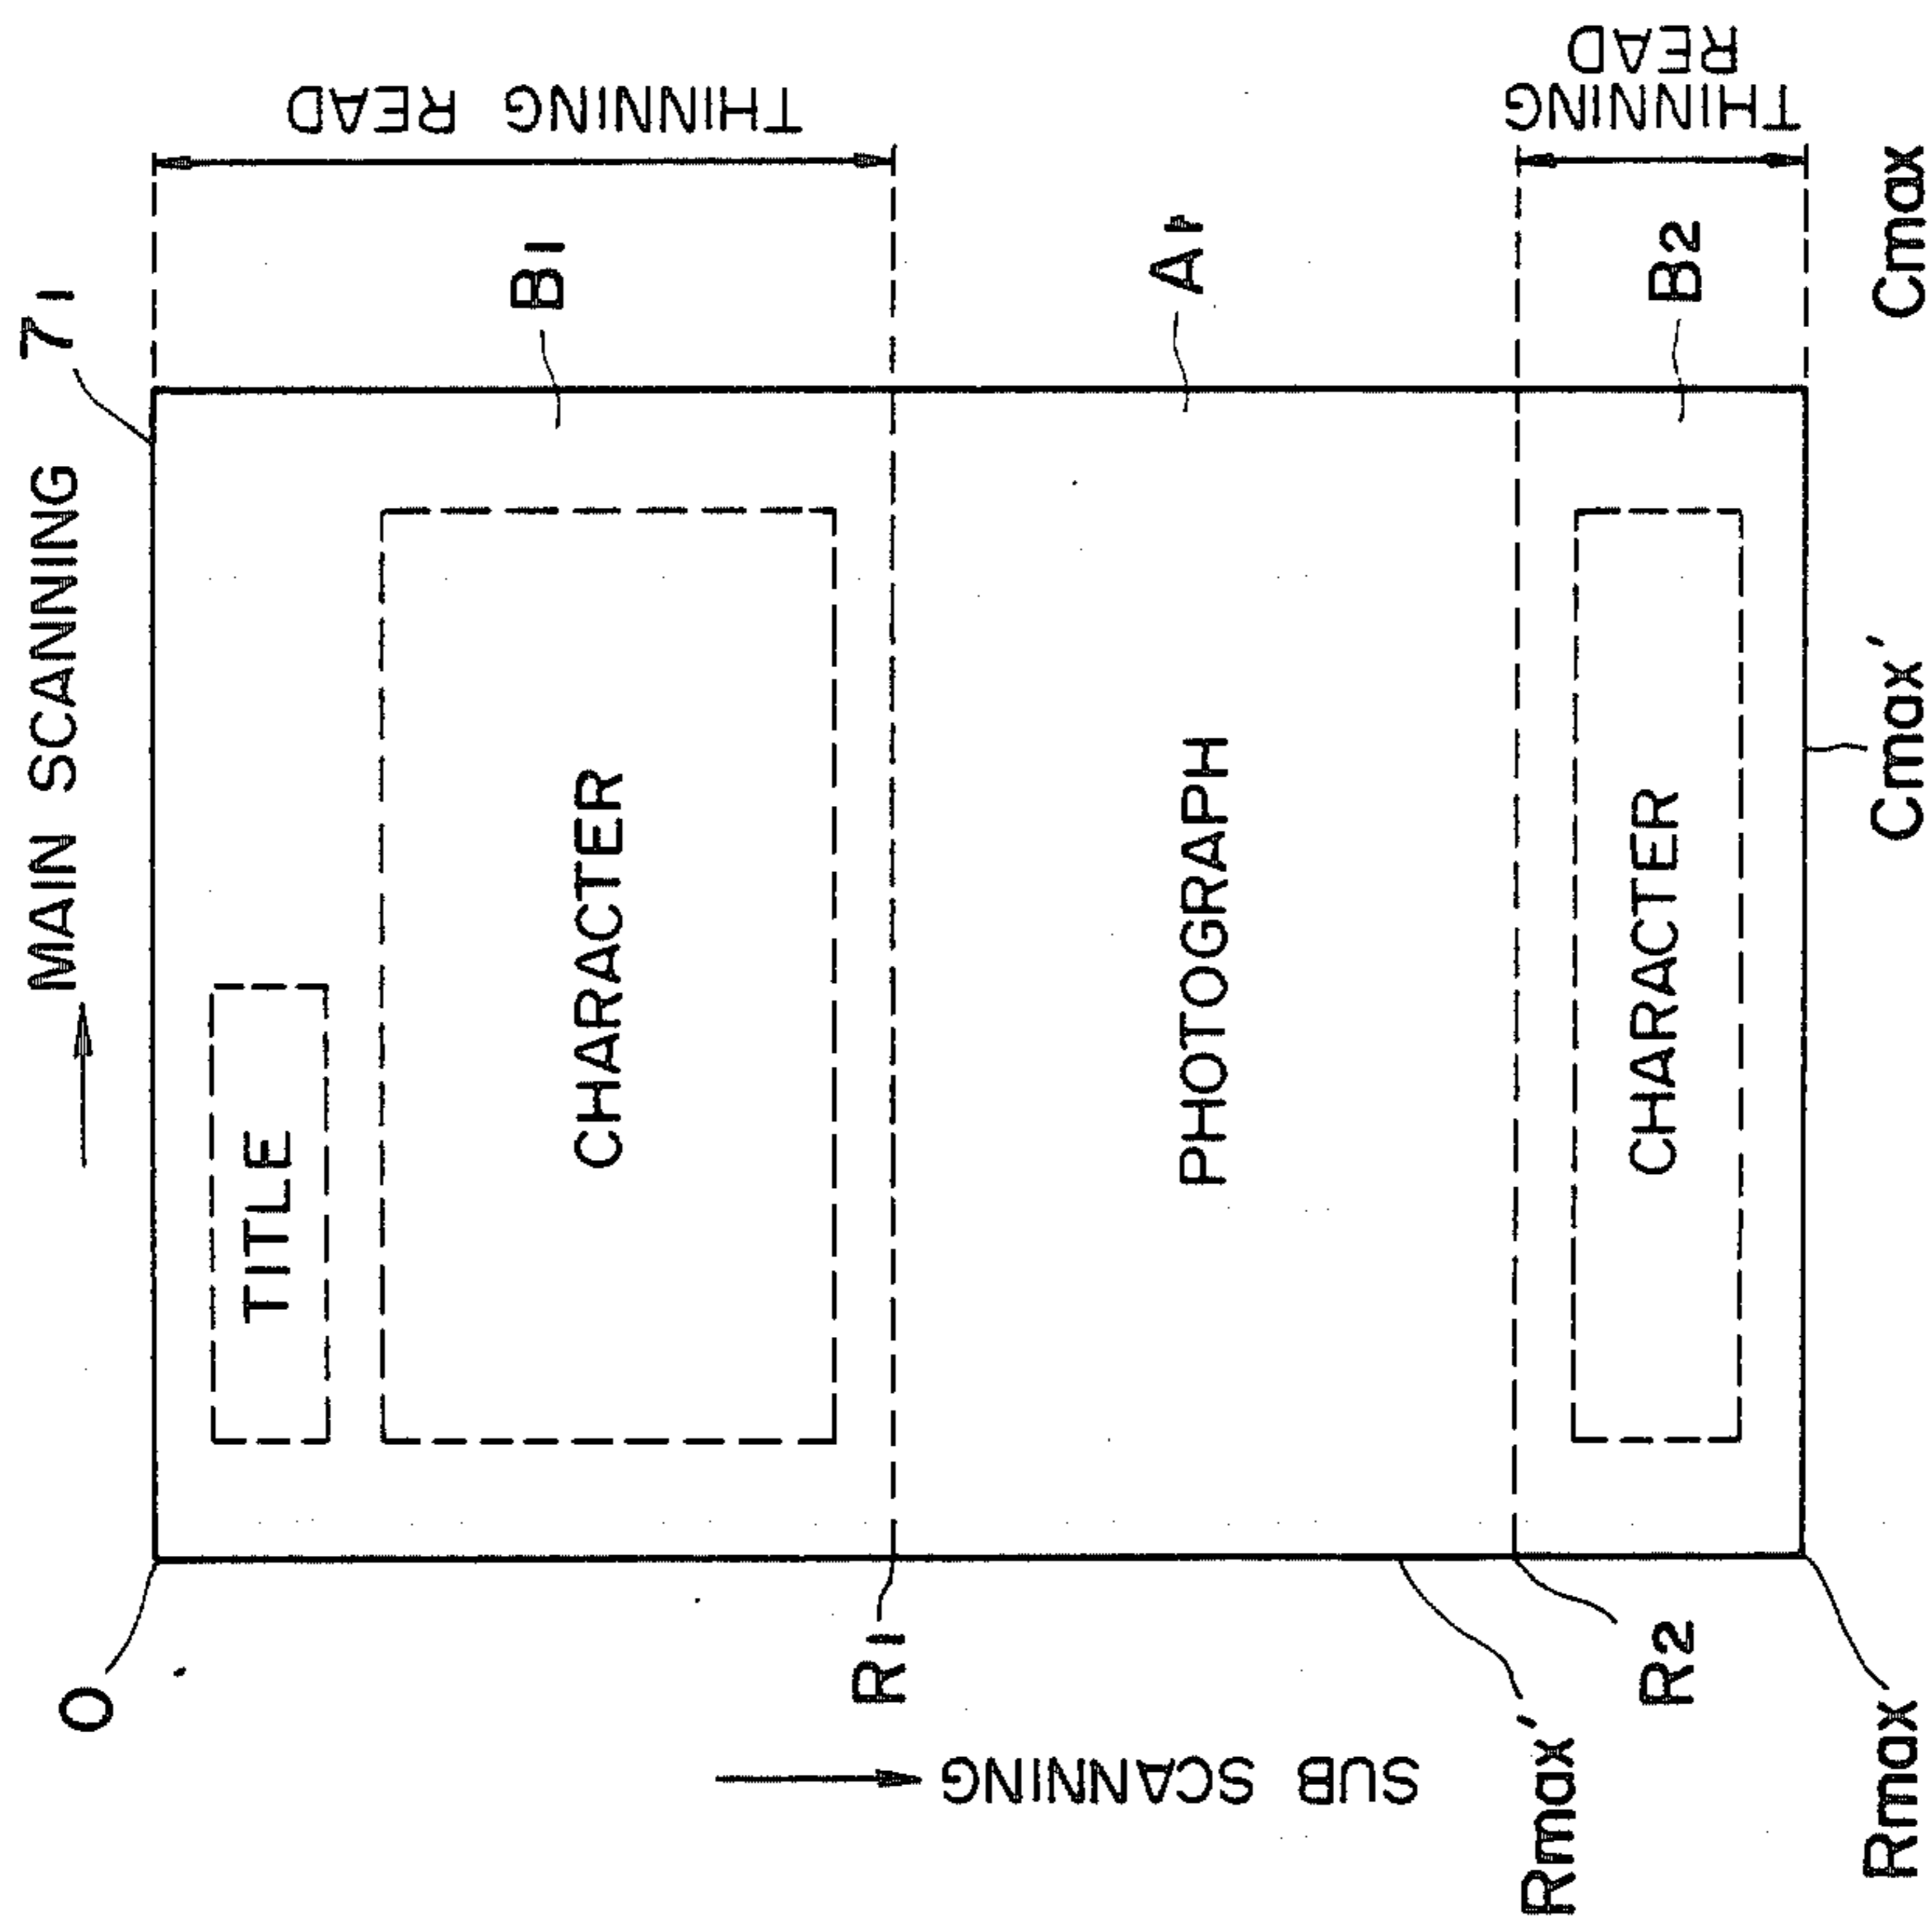 MAIN SCANNING
71
O
THINNING READ
TITLE
B1
CHARACTER
R1
SUB SCANNING
A1
PHOTOGRAPH
Rmax'
R2
THINNING
READ
B2
CHARACTER
Rmax
Cmax'
Cmax